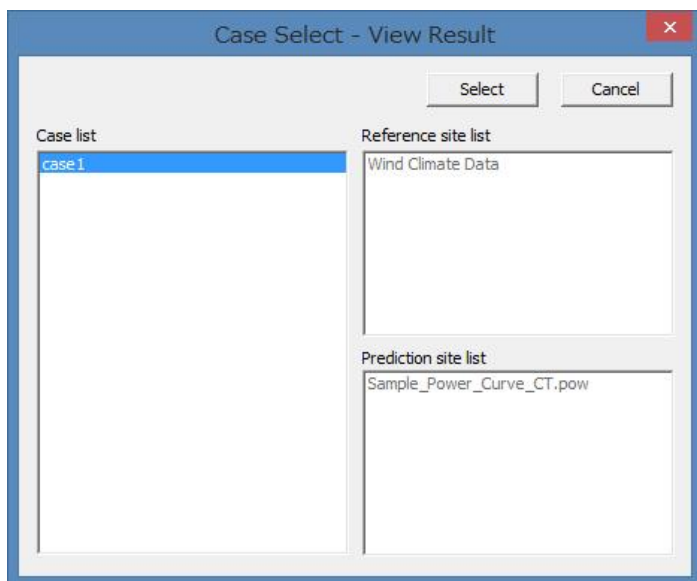 Case Select - View Result
Select Cancel
Case list
case1
Reference site list
Wind Climate Data
Prediction site list
Sample_Power_Curve_CT.pow